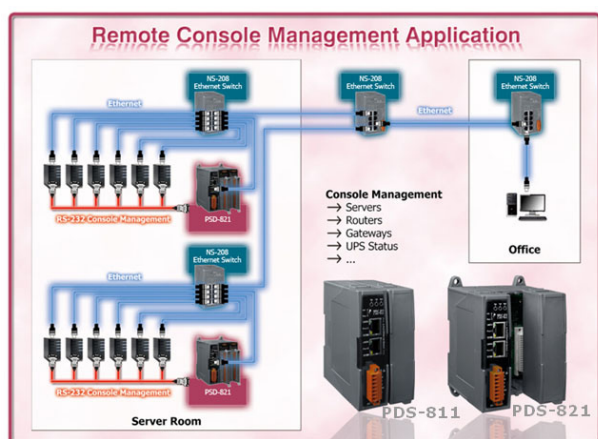 Remote Console Management Application
NS-208
Ethernet Switch
Ethernet
RS-232 Console Management
PSD-821
NS-208
Ethernet Switch
Ethernet
RS-232 Console Management
PSD-821
Server Room
NS-208
Ethernet Switch
Ethernet
NS-208
Ethernet Switch
Office
Console Management
→ Servers
→ Routers
→ Gateways
→ UPS Status
→ ...
PDS-811
PDS-821